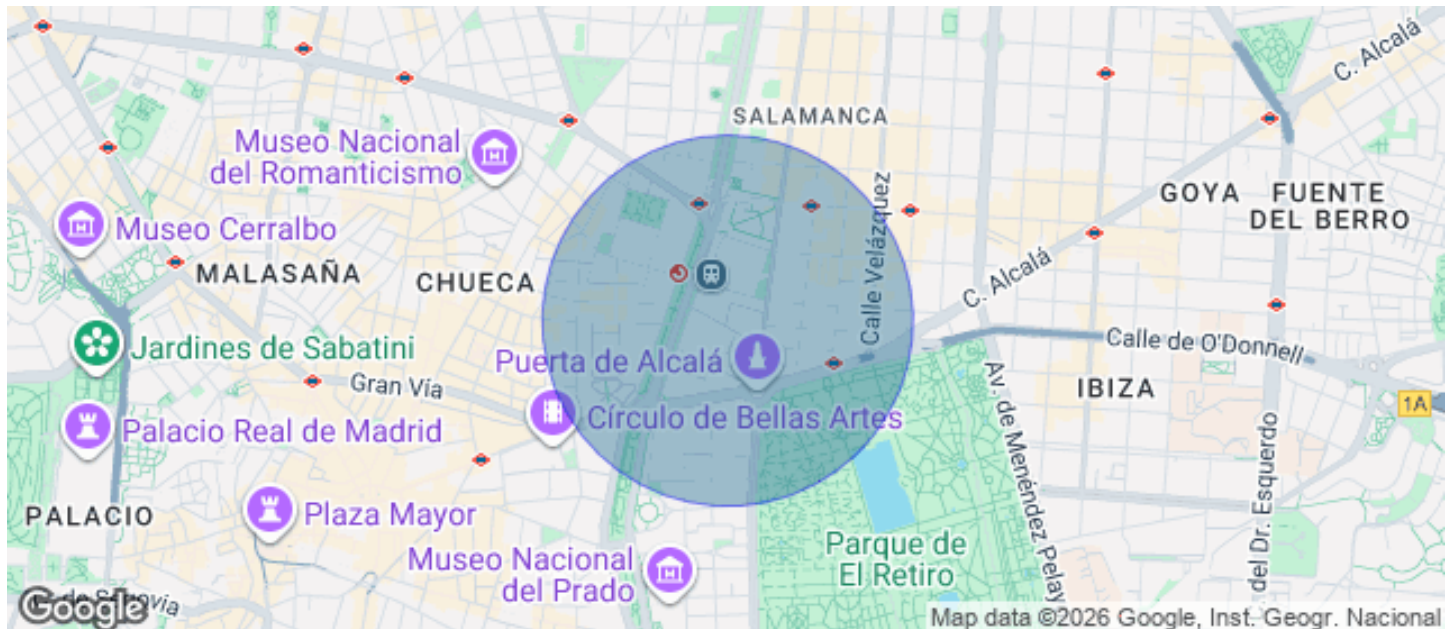 C. Alcalá
SALAMANCA
Museo Nacional
del Romanticismo
Calle Velázquez
GOYA
FUENTE
DEL BERRO
Museo Cerralbo
MALASAÑA
CHUECA
C. Alcalá
Jardines de Sabatini
Puerta de Alcalá
Calle de O'Donnell
Gran Vía
IBIZA
1A
Círculo de Bellas Artes
Palacio Real de Madrid
Av. de Menéndez Pelay
del Dr. Esquerdo
PALACIO
Plaza Mayor
Museo Nacional
del Prado
Parque de
El Retiro
Google
Map data ©2026 Google, Inst. Geogr. Nacional